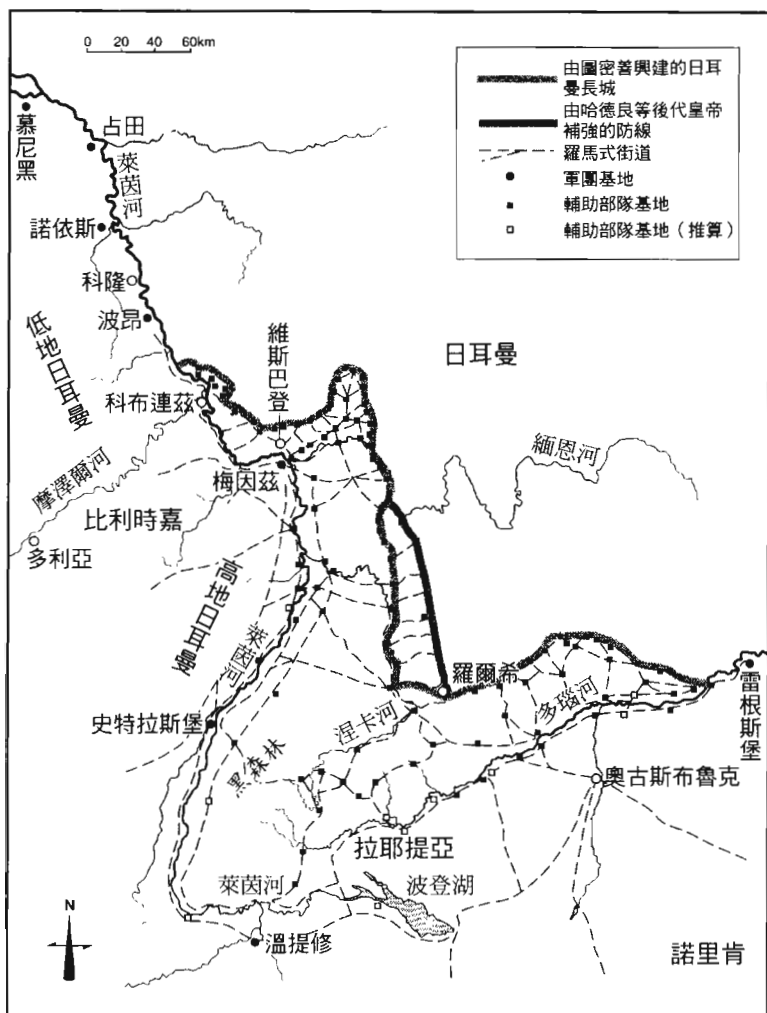 0 20 40 60km
由圖密善興建的日耳
曼長城
由哈德良等後代皇帝
補強的防線
羅馬式街道
軍團基地
輔助部隊基地
輔助部隊基地（推算）
慕尼黑
占田
萊茵河
諾依斯
科隆
波昂
低地日耳曼
維斯巴登
日耳曼
科布連茲
摩澤爾河
梅因茲
緬恩河
比利時嘉
多利亞
高地日耳曼
萊茵河
羅爾希
多瑙河
雷根斯堡
涅卡河
史特拉斯堡
黑森林
奧古斯布魯克
拉耶提亞
萊茵河
波登湖
N
溫提修
諾里肯